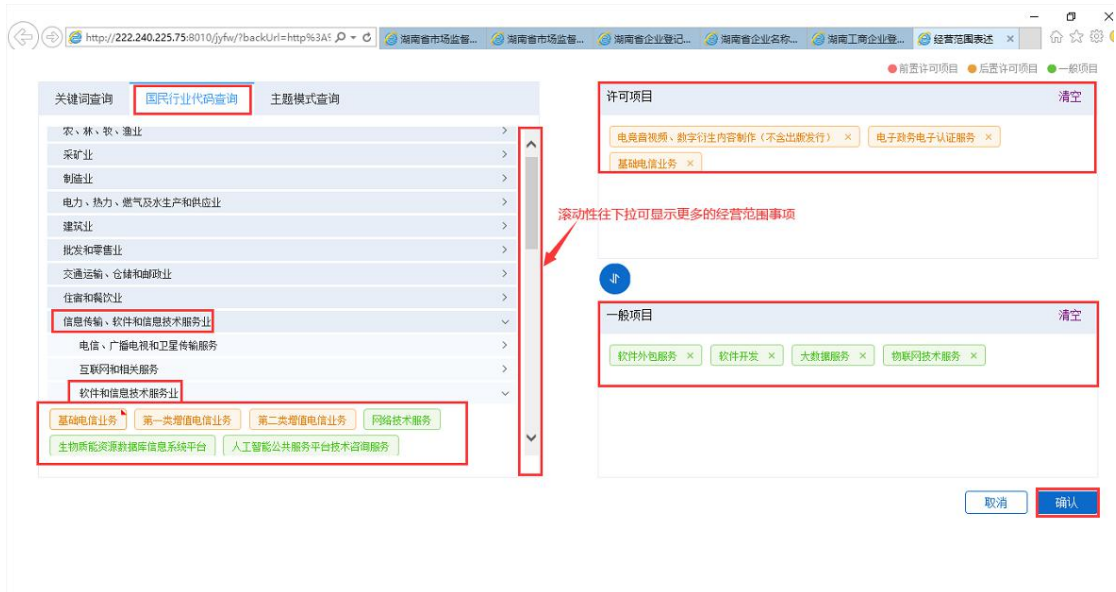 http://222.240.225.75:8010/jyfw/?backUrl=http%3A%
湖南省市场监督...
湖南省市场监督...
湖南省企业登记...
湖南省企业名称...
湖南工商企业登...
经营范围表述 ×
前置许可项目 后置许可项目 一般项目
关键词查询 国民行业代码查询 主题模式查询
农、林、牧、渔业
采矿业
制造业
电力、热力、燃气及水生产和供应业
建筑业
批发和零售业
交通运输、仓储和邮政业
住宿和餐饮业
信息传输、软件和信息技术服务业
电信、广播电视和卫星传输服务
互联网和相关服务
软件和信息技术服务业
基础电信业务 第一类增值电信业务 第二类增值电信业务 网络技术服务
生物质能资源数据库信息系统平台 人工智能公共服务平台技术咨询服务
滚动性往下拉可显示更多的经营范围事项
许可项目 清空
电竞音视频、数字衍生内容制作（不含出版发行） × 电子政务电子认证服务 ×
基础电信业务 ×
一般项目 清空
软件外包服务 × 软件开发 × 大数据服务 × 物联网技术服务 ×
取消 确认